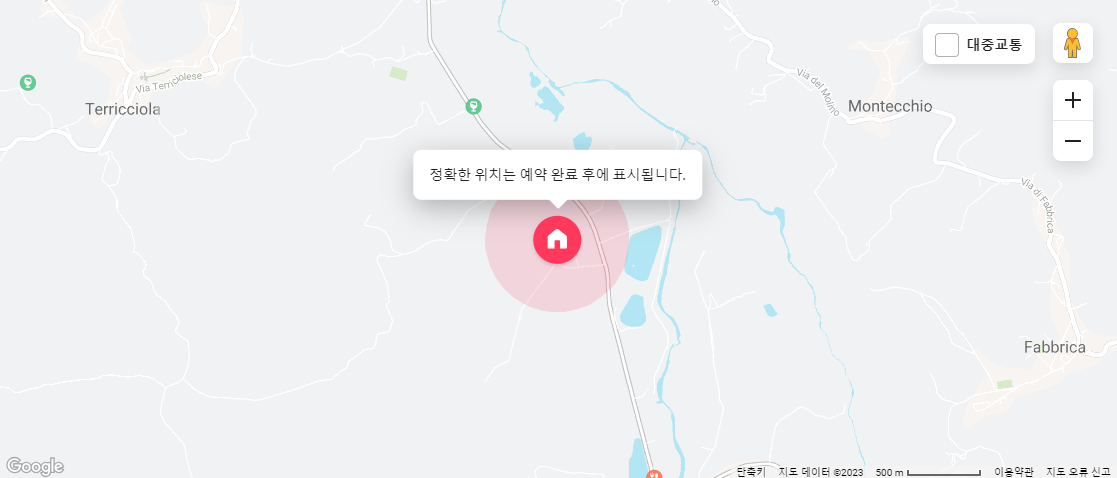 대중교통
Via Terricciolese
Terricciola
Via del Molino
Montecchio
정확한 위치는 예약 완료 후에 표시됩니다.
Via di Fabbrica
Fabbrica
Google
단축키 지도 데이터 ©2023 500 m 이용약관 지도 오류 신고